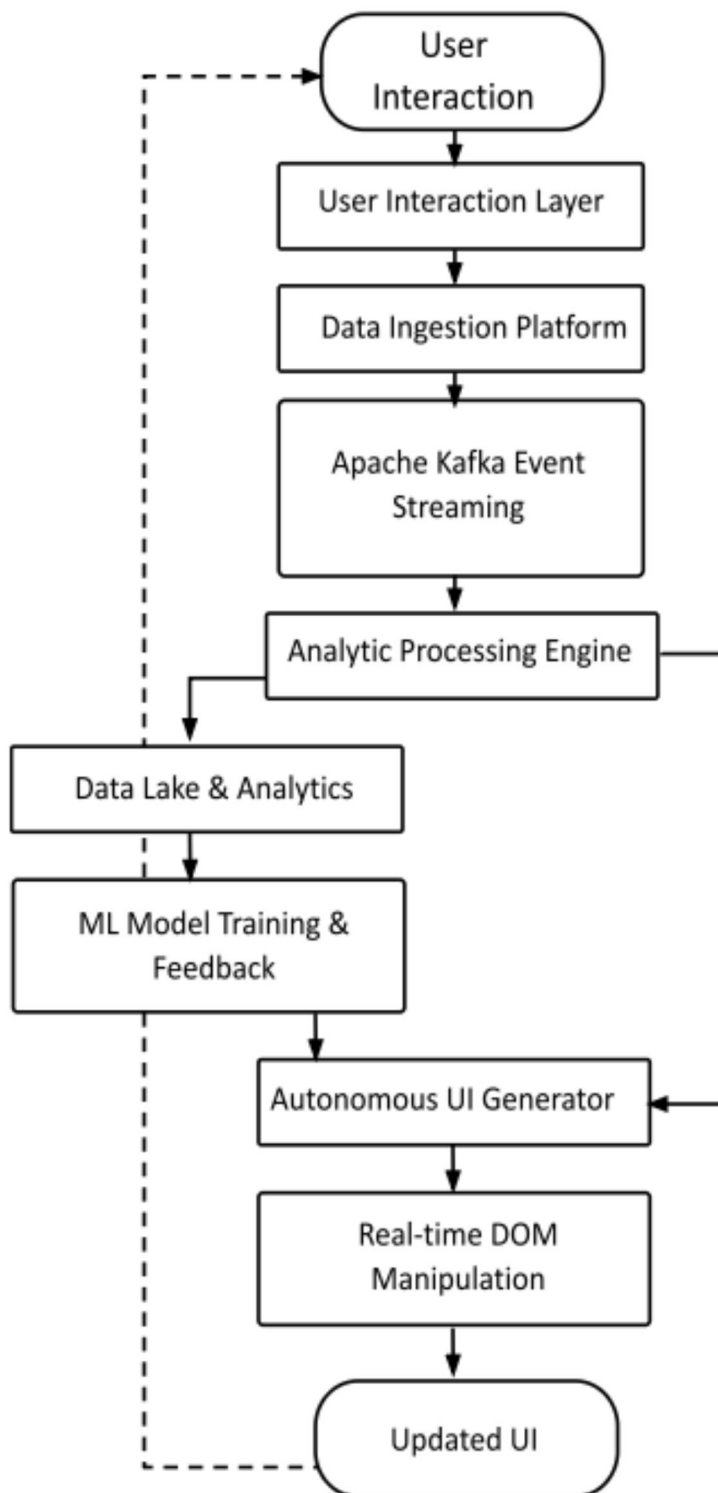 User
Interaction
User Interaction Layer
Data Ingestion Platform
Apache Kafka Event
Streaming
Analytic Processing Engine
Data Lake & Analytics
ML Model Training &
Feedback
Autonomous UI Generator
Real-time DOM
Manipulation
Updated UI